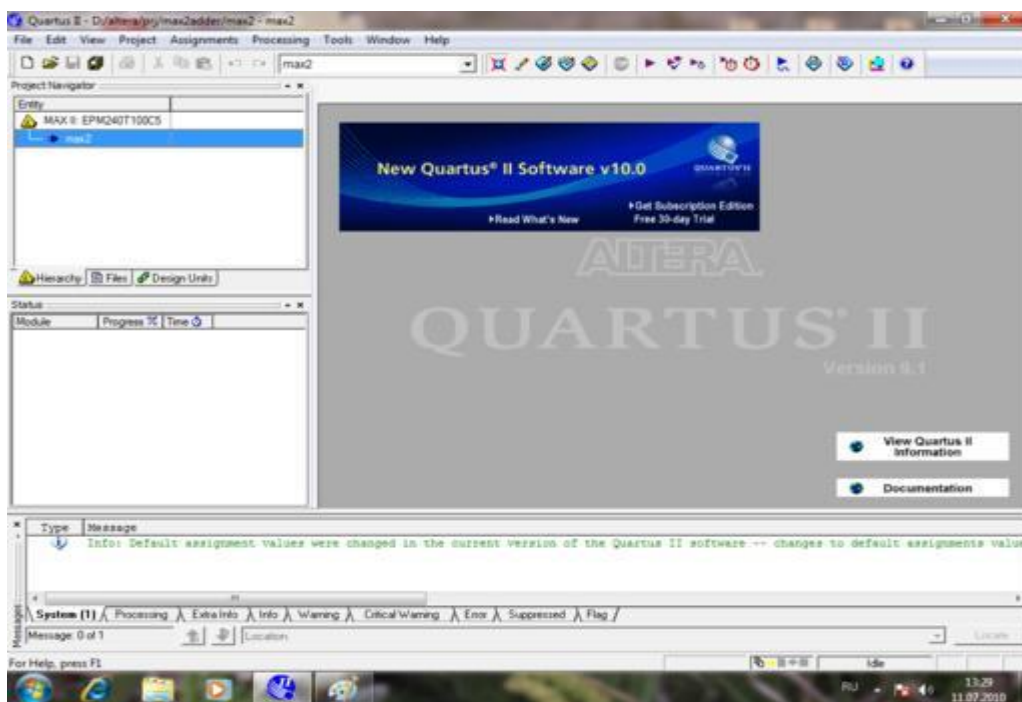 Quartus II - D:/altera/prj/max2adder/max2 - max2
File Edit View Project Assignments Processing Tools Window Help
max2
Project Navigator
Entity
MAX II: EPM240T100C5
max2
Hierarchy Files Design Units
Status
Module Progress % Time
New Quartus® II Software v10.0
QUARTUS II
Read What's New
Get Subscription Edition
Free 30-day Trial
ALTERA
QUARTUS II
Version 9.1
View Quartus II
Information
Documentation
Type Message
Info: Default assignment values were changed in the current version of the Quartus II software -- changes to default assignments valu
Messages
System (1) Processing Extra Info Info Warning Critical Warning Error Suppressed Flag
Message: 0 of 1 Location Locate
For Help, press F1 Idle
RU 13:29
11.07.2010